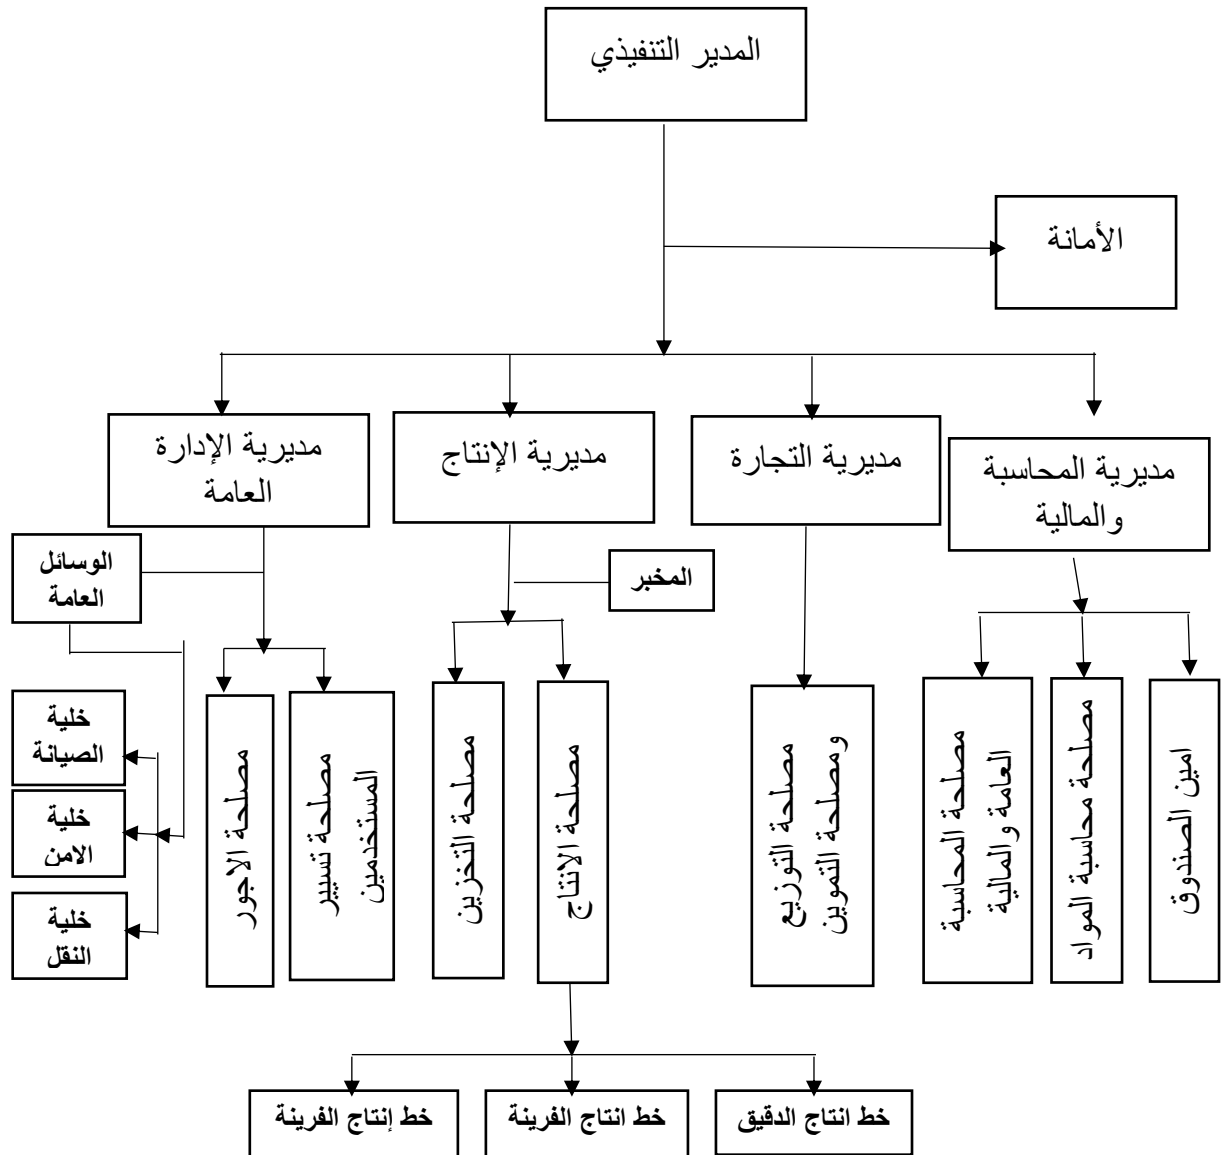 المدير التنفيذي
الأمانة
مديرية المحاسبة
والمالية
مديرية التجارة
مديرية الإنتاج
مديرية الإدارة
العامة
المخبر
الوسائل
العامة
امين الصندوق
مصلحة محاسبة المواد
مصلحة المحاسبة
العامة والمالية
مصلحة التوزيع
ومصلحة التموين
مصلحة الانتاج
مصلحة التخزين
مصلحة تسيير
المستخدمين
مصلحة الاجور
خلية
الصيانة
خلية
الامن
خلية
النقل
خط انتاج الدقيق
خط انتاج الفرينة
خط إنتاج الفرينة